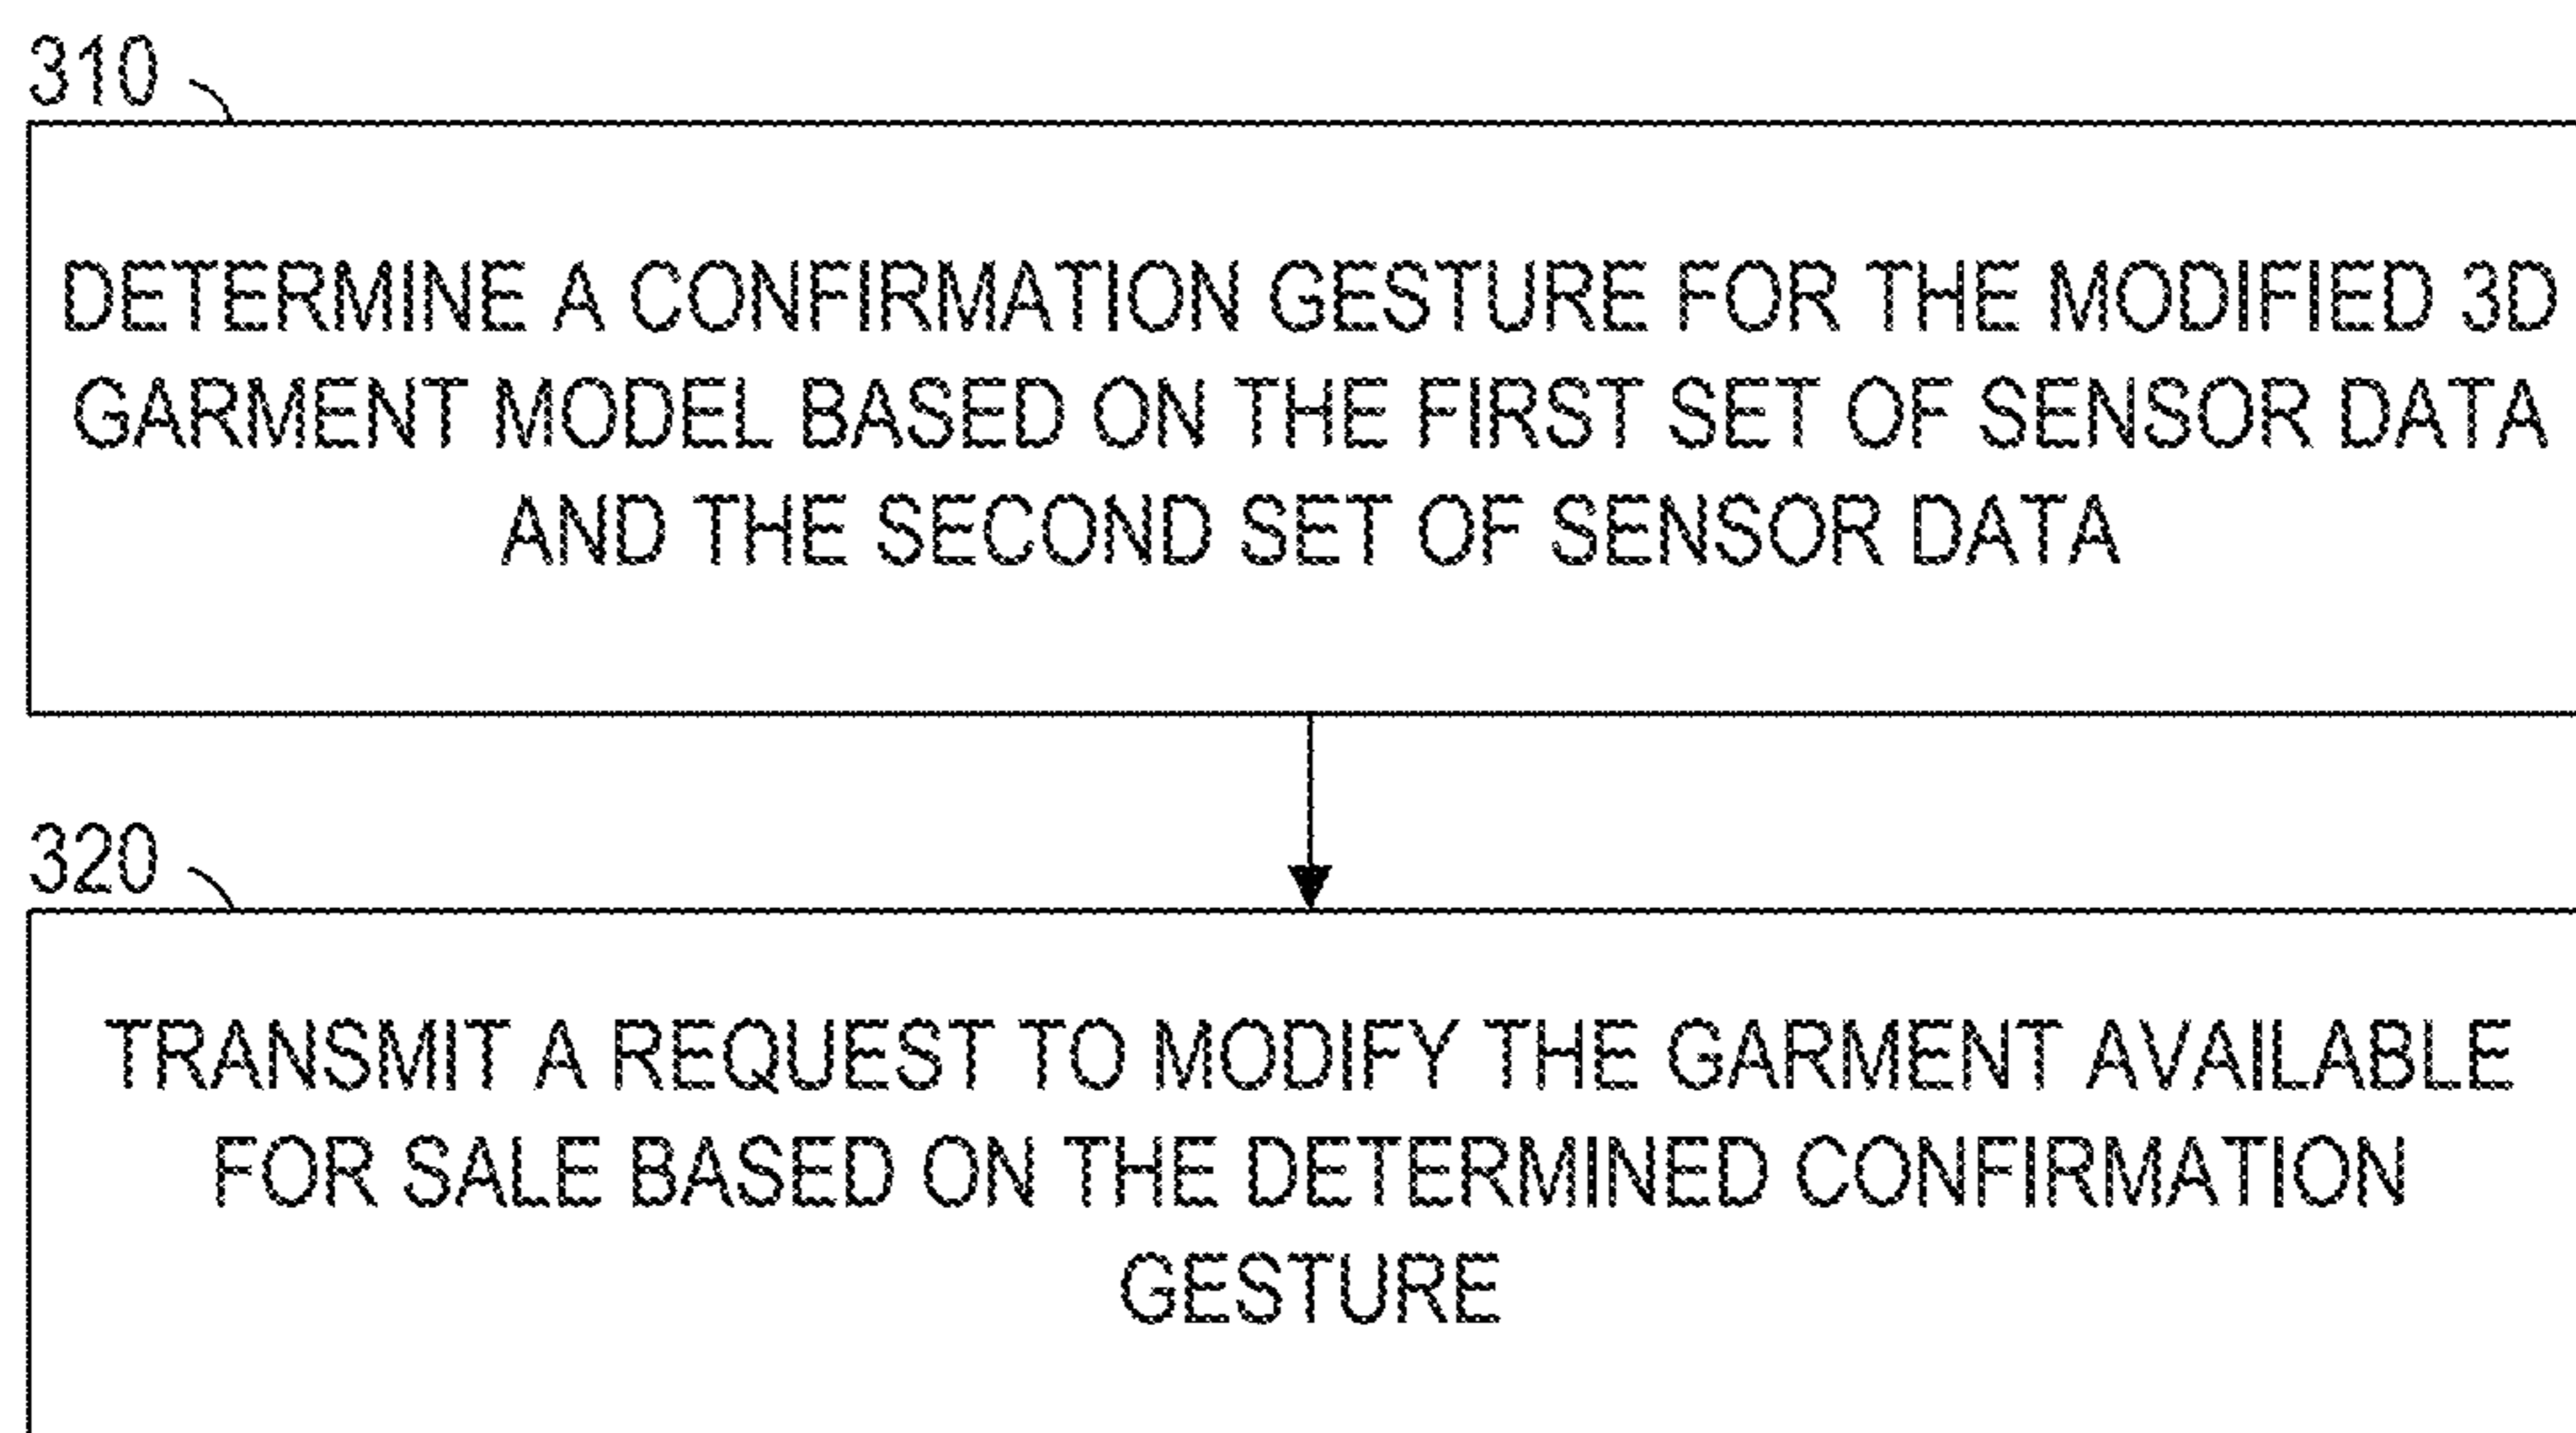 310
DETERMINE A CONFIRMATION GESTURE FOR THE MODIFIED 3D
GARMENT MODEL BASED ON THE FIRST SET OF SENSOR DATA
AND THE SECOND SET OF SENSOR DATA
320
TRANSMIT A REQUEST TO MODIFY THE GARMENT AVAILABLE
FOR SALE BASED ON THE DETERMINED CONFIRMATION
GESTURE